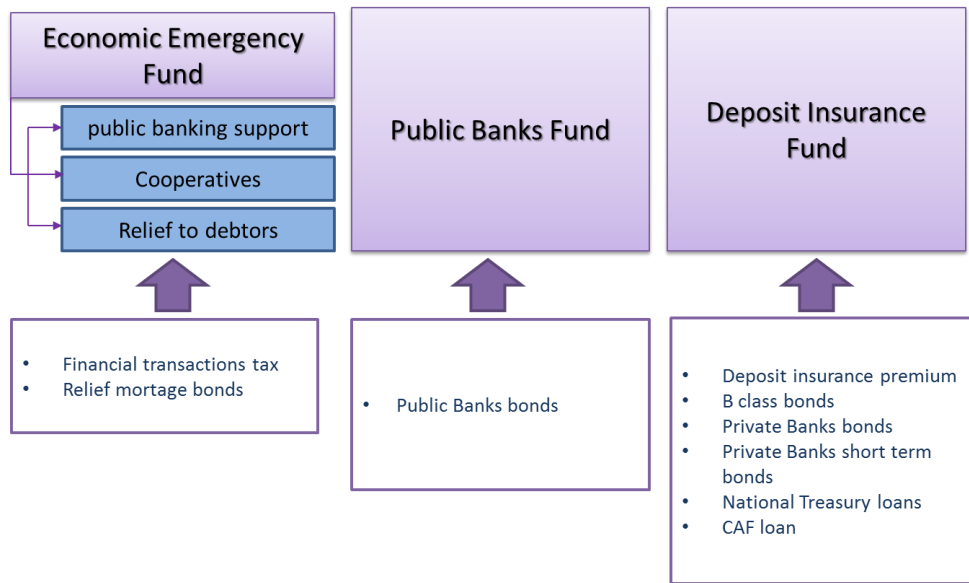 Economic Emergency
Fund
public banking support
Cooperatives
Relief to debtors
Public Banks Fund
Deposit Insurance
Fund
• Financial transactions tax
• Relief mortage bonds
• Public Banks bonds
• Deposit insurance premium
• B class bonds
• Private Banks bonds
• Private Banks short term
bonds
• National Treasury loans
• CAF loan